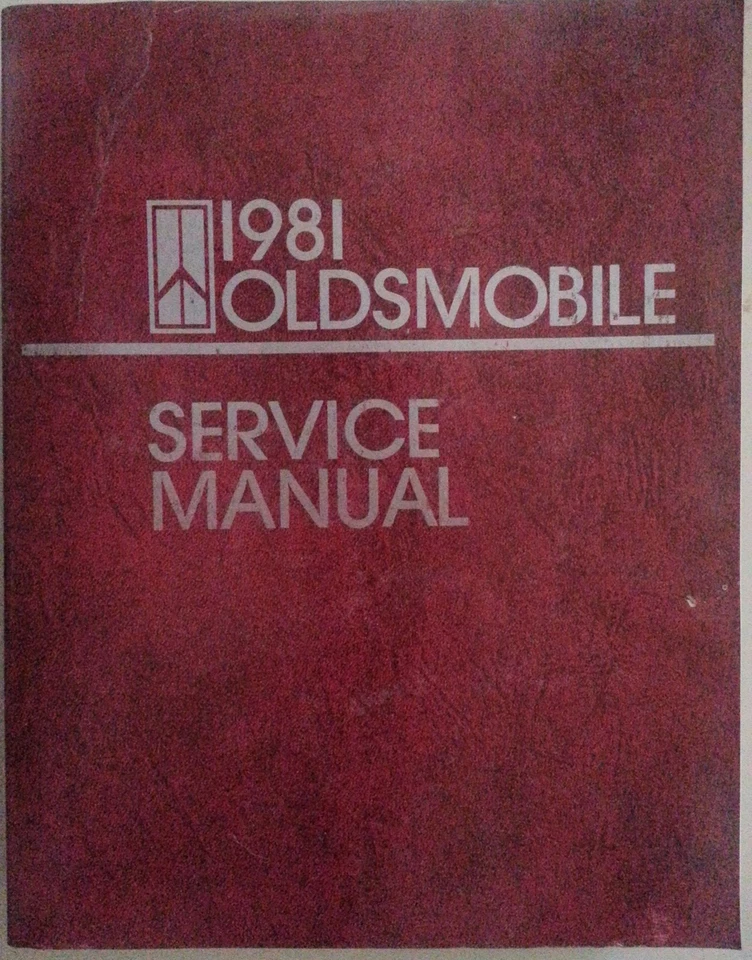 1981
OLDSMOBILE
SERVICE
MANUAL